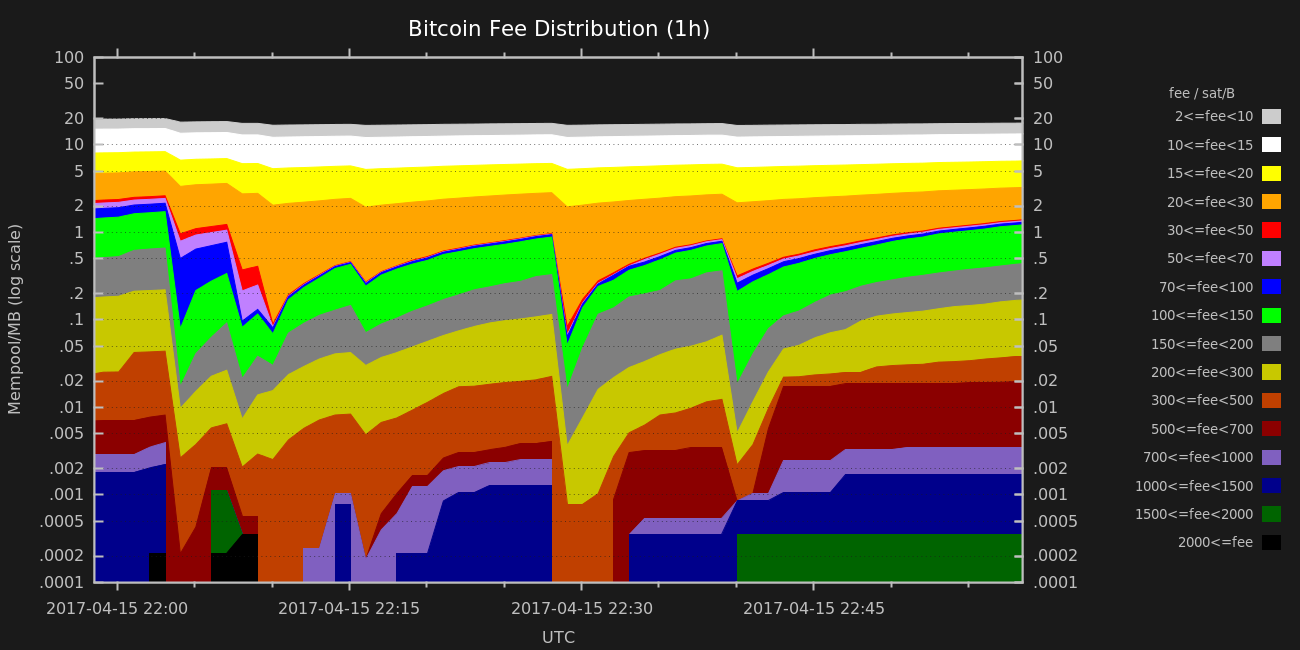 Bitcoin Fee Distribution (1h)
100
50
20
10
5
2
1
.5
.2
.1
.05
.02
.01
.005
.002
.001
.0005
.0002
.0001
Mempool/MB (log scale)
100
50
20
10
5
2
1
.5
.2
.1
.05
.02
.01
.005
.002
.001
.0005
.0002
.0001
2017-04-15 22:00
2017-04-15 22:15
2017-04-15 22:30
2017-04-15 22:45
UTC
fee / sat/B
2<=fee<10
10<=fee<15
15<=fee<20
20<=fee<30
30<=fee<50
50<=fee<70
70<=fee<100
100<=fee<150
150<=fee<200
200<=fee<300
300<=fee<500
500<=fee<700
700<=fee<1000
1000<=fee<1500
1500<=fee<2000
2000<=fee